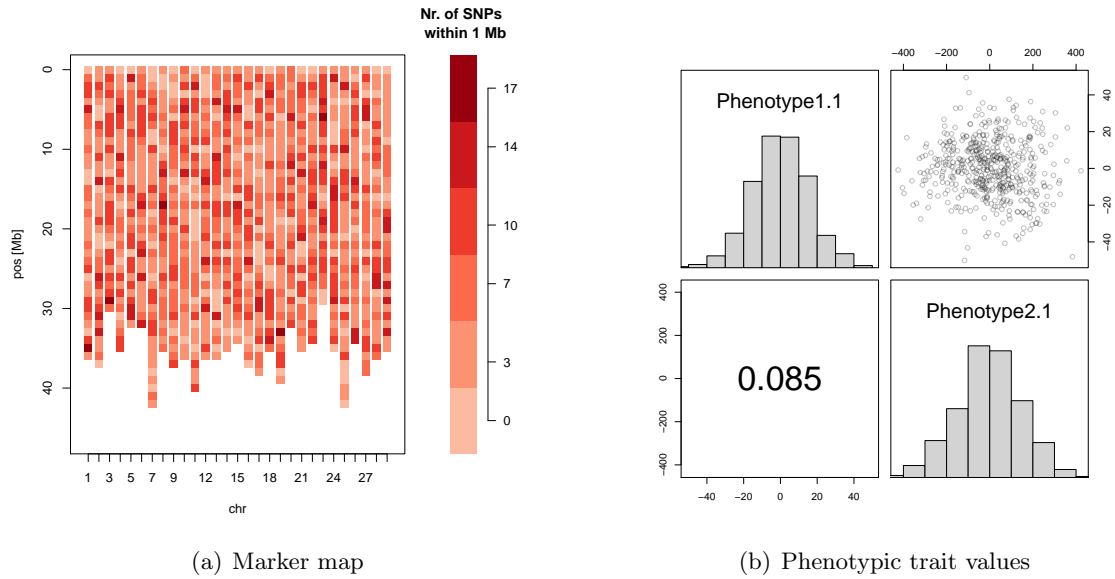 Nr. of SNPs
within 1 Mb
0
10
20
30
40
pos [Mb]
1 3 5 7 9 12 15 18 21 24 27
chr
17
14
10
7
3
0
(a) Marker map
−400 −200 0 200 400
Phenotype1.1
40
20
0
−20
−40
400
200
0
−200
−400
0.085
Phenotype2.1
−40 −20 0 20 40
(b) Phenotypic trait values